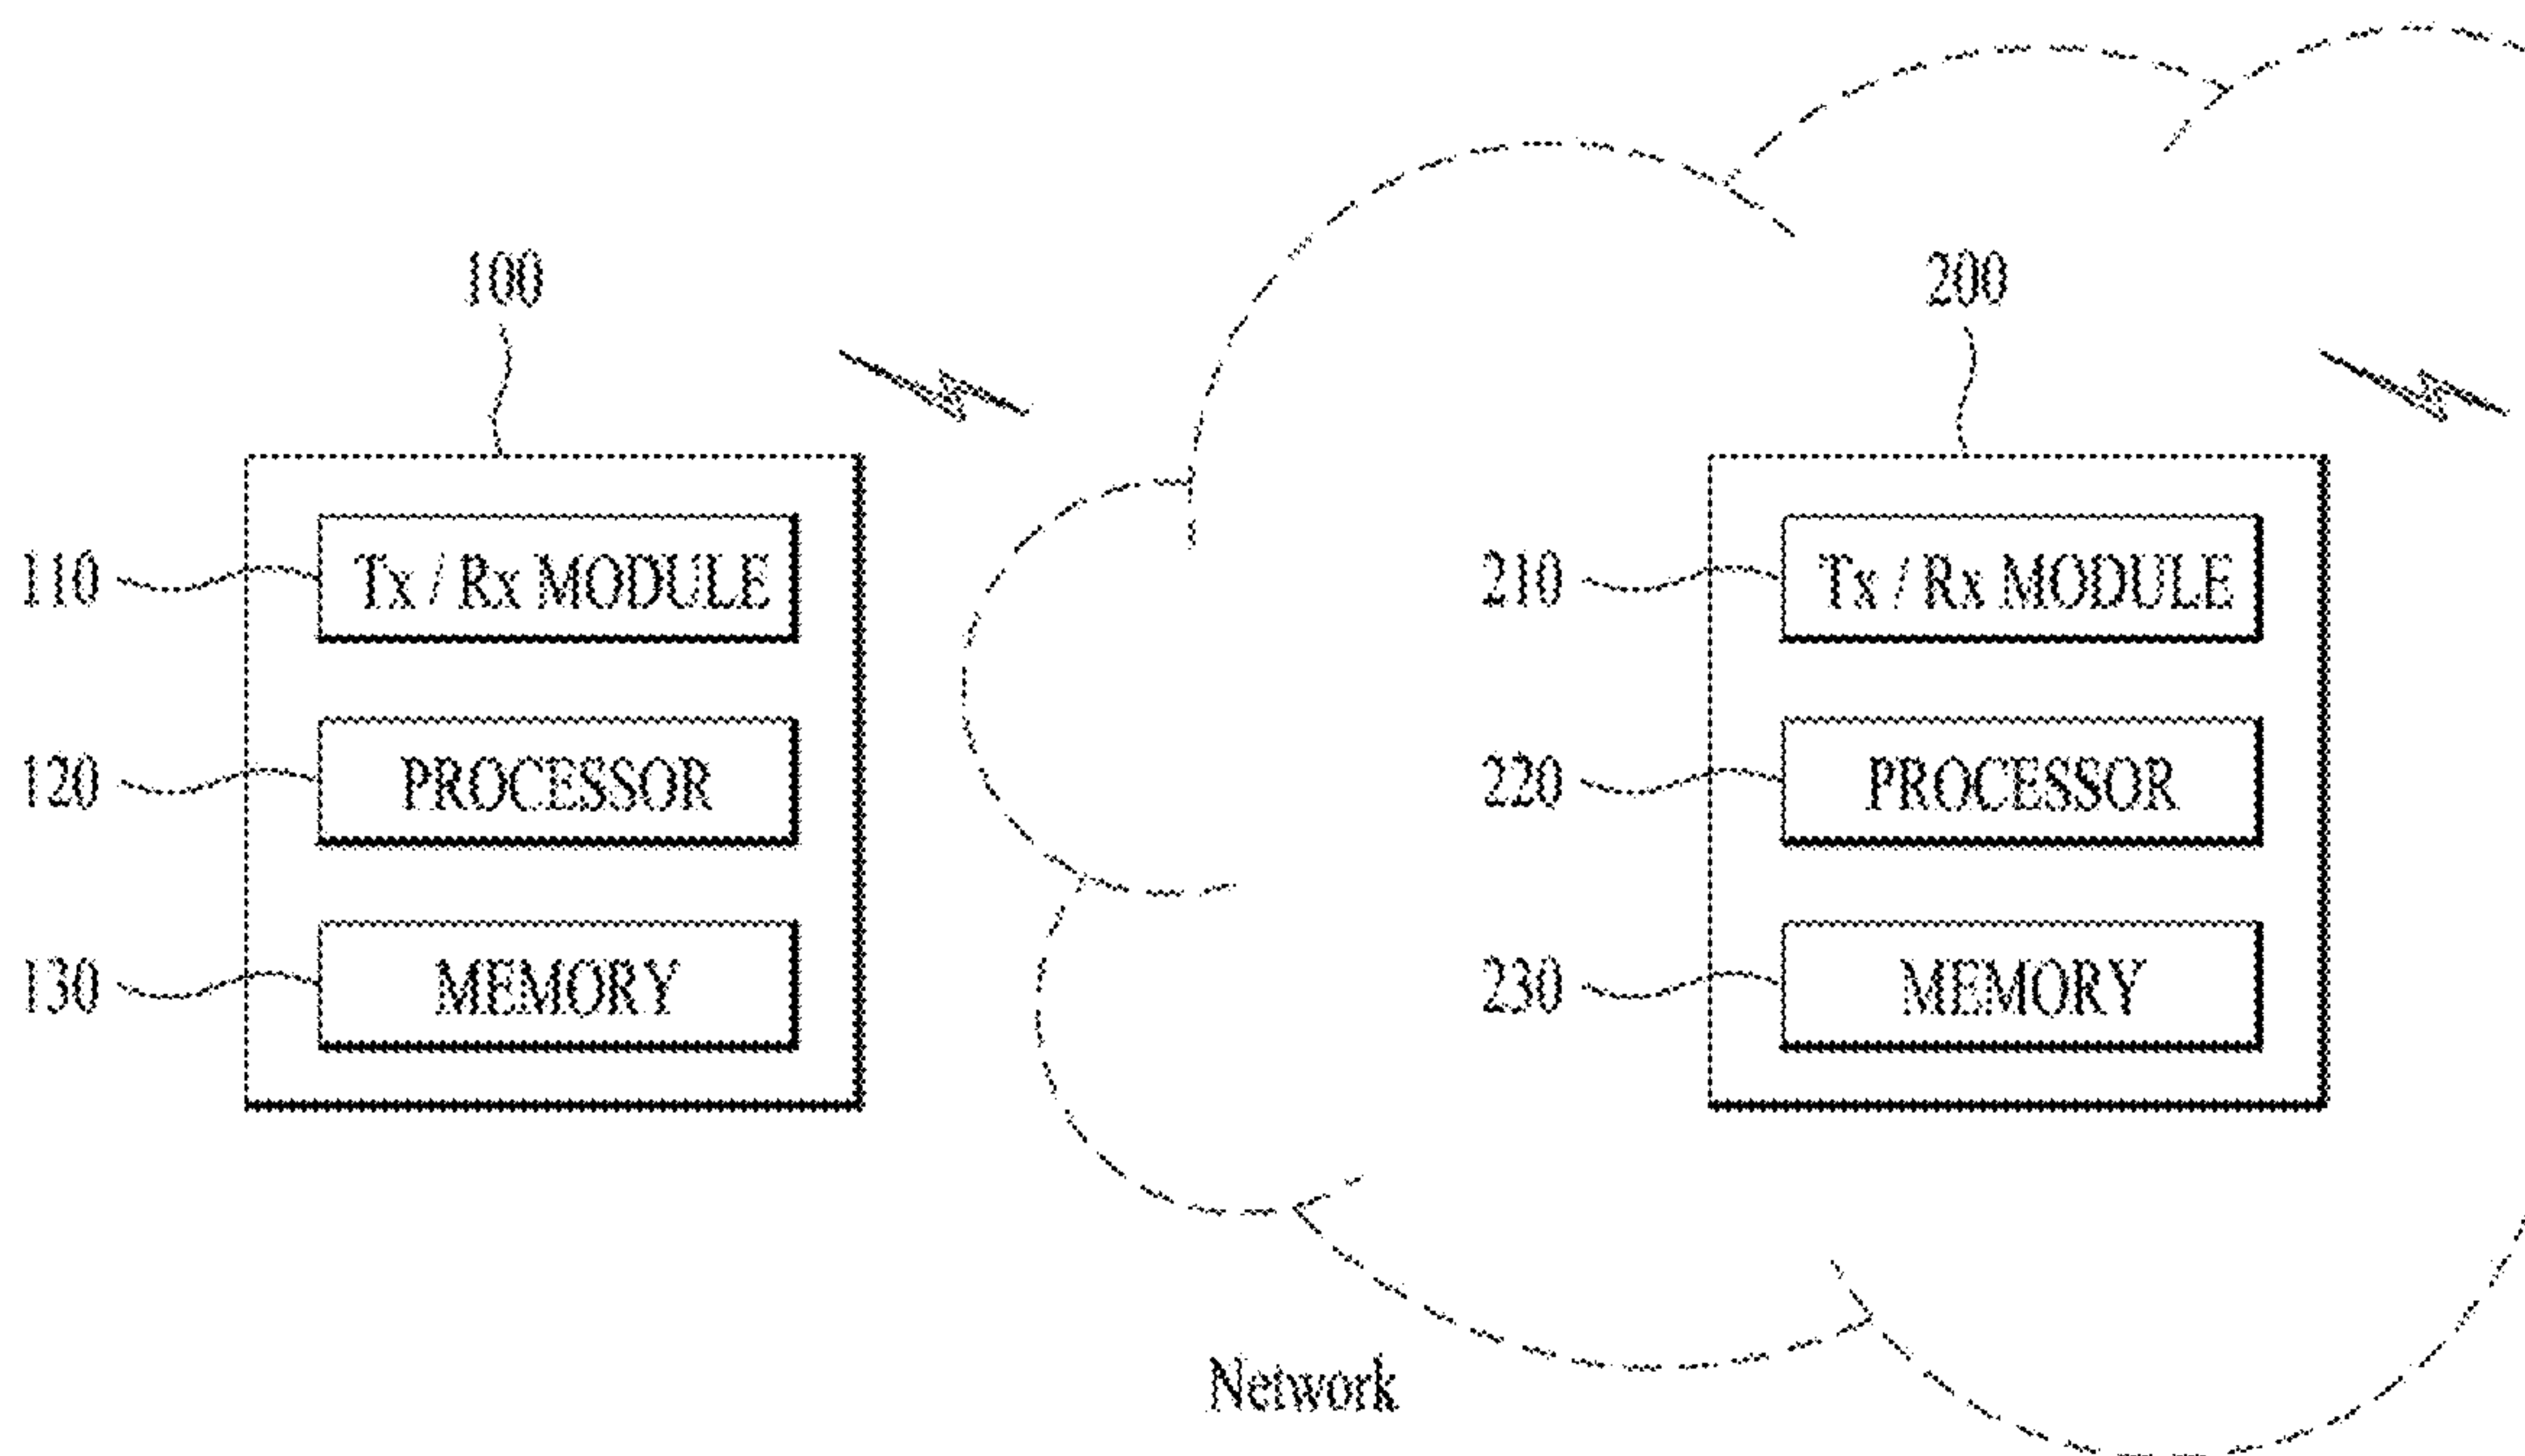 100
200
110
Tx / Rx MODULE
210
Tx / Rx MODULE
120
PROCESSOR
220
PROCESSOR
130
MEMORY
230
MEMORY
Network